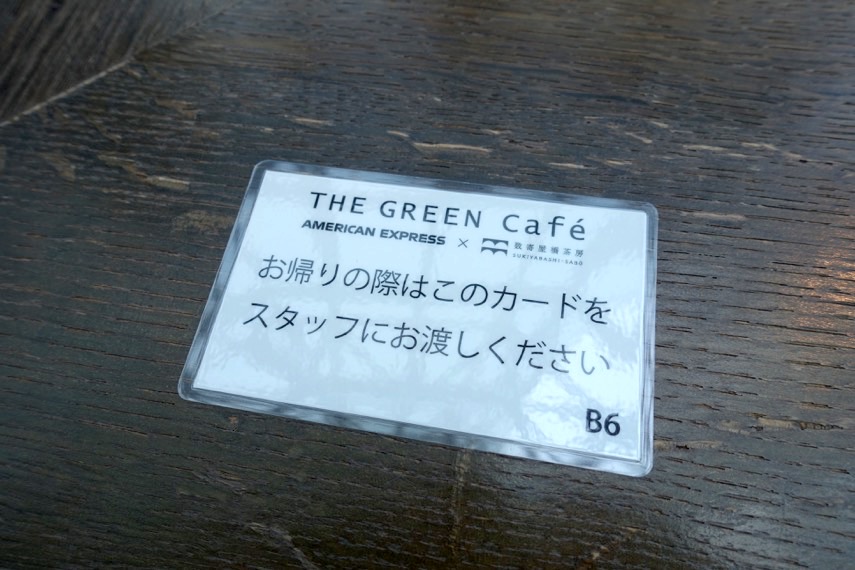 THE GREEN Café
AMERICAN EXPRESS × 数寄屋橋茶房
SUKIYABASHI-SABO
お帰りの際はこのカードを
スタッフにお渡しください
B6